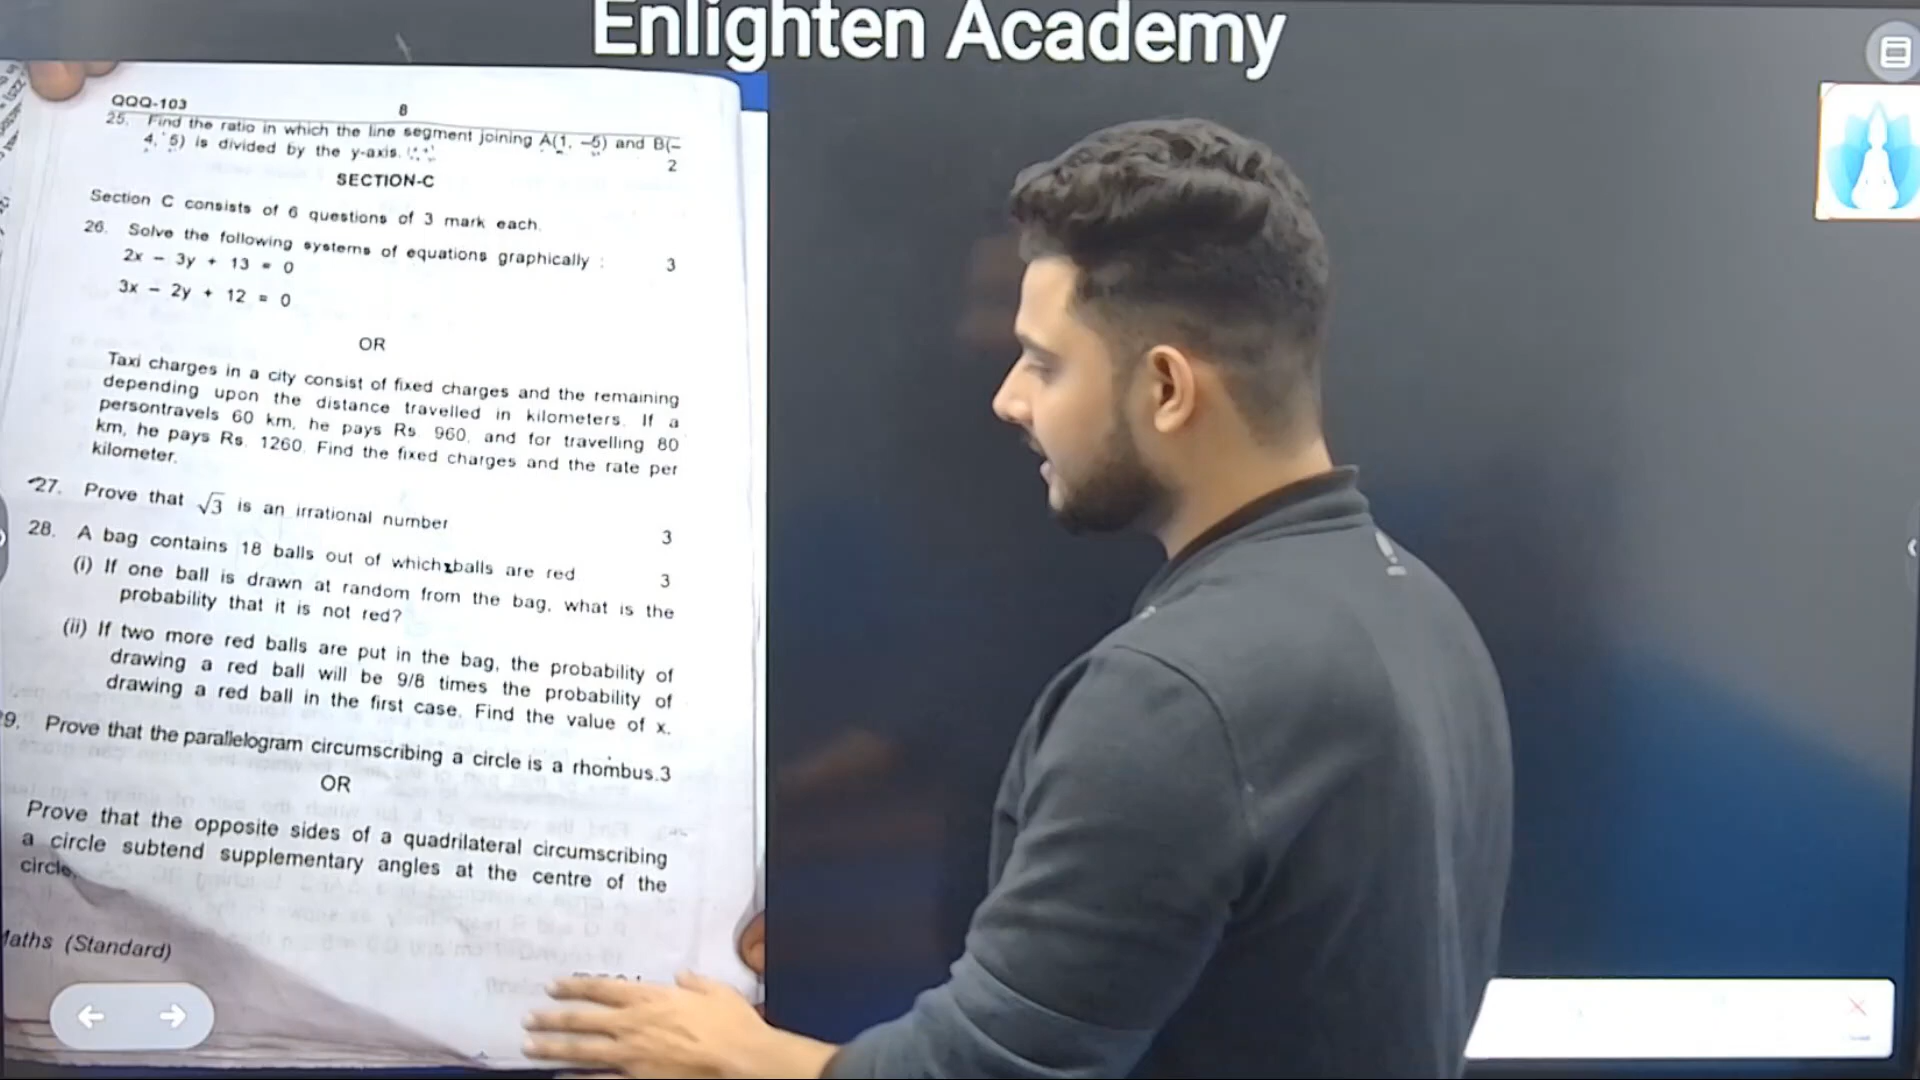 Enlighten Academy
QQQ-103
8
25. Find the ratio in which the line segment joining A(1, –5) and B(–
4, 5) is divided by the y-axis.
2
SECTION-C
Section C consists of 6 questions of 3 mark each.
26. Solve the following systems of equations graphically : 3
2x – 3y + 13 = 0
3x – 2y + 12 = 0
OR
Taxi charges in a city consist of fixed charges and the remaining
depending upon the distance travelled in kilometers. If a
persontravels 60 km, he pays Rs. 960, and for travelling 80
km, he pays Rs. 1260. Find the fixed charges and the rate per
kilometer.
27. Prove that √3 is an irrational number 3
28. A bag contains 18 balls out of which x balls are red 3
(i) If one ball is drawn at random from the bag, what is the
probability that it is not red?
(ii) If two more red balls are put in the bag, the probability of
drawing a red ball will be 9/8 times the probability of
drawing a red ball in the first case. Find the value of x.
29. Prove that the parallelogram circumscribing a circle is a rhombus.3
OR
Prove that the opposite sides of a quadrilateral circumscribing
a circle subtend supplementary angles at the centre of the
circle.
Maths (Standard)